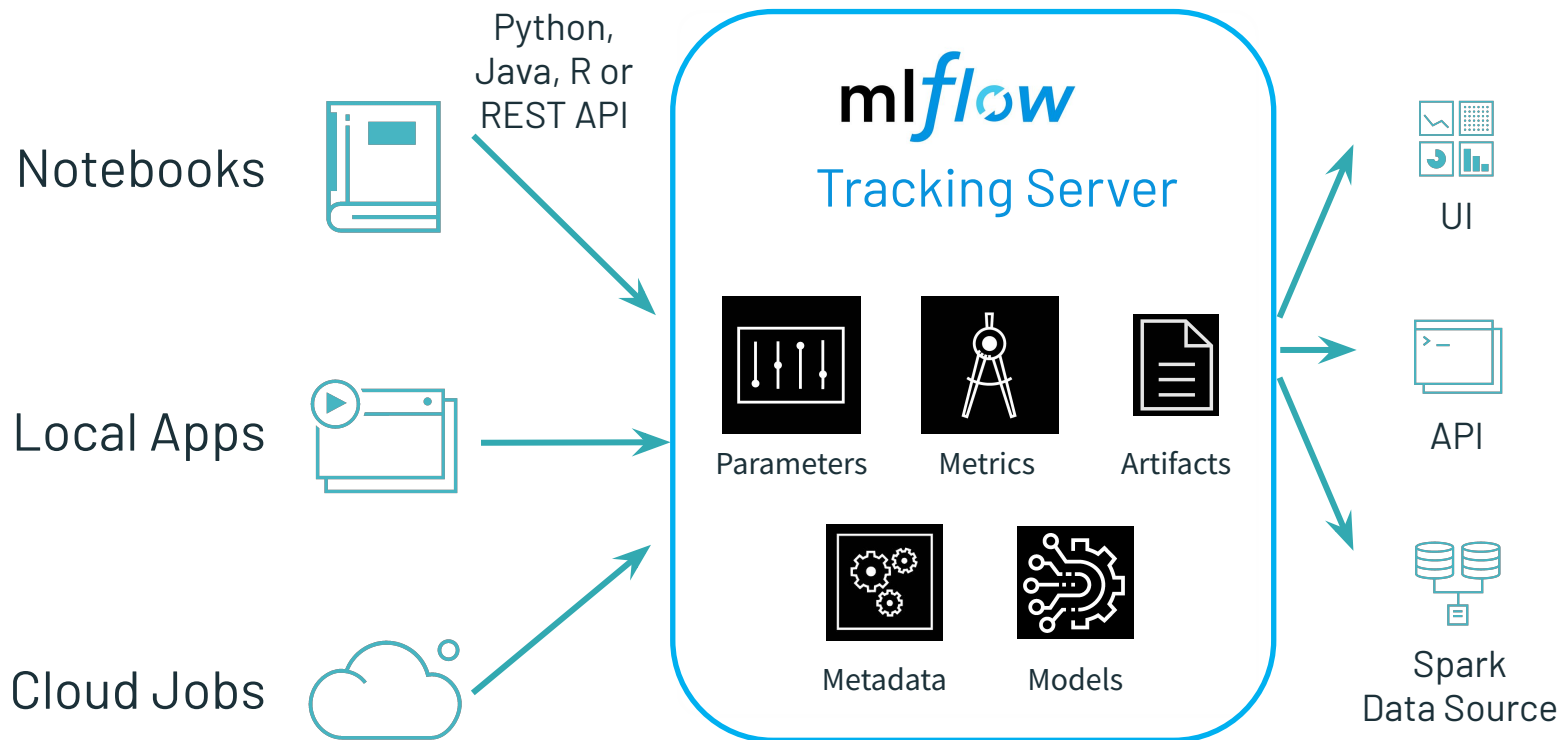 Python,
Java, R or
REST API
Notebooks
Local Apps
Cloud Jobs
mlflow
Tracking Server
Parameters
Metrics
Artifacts
Metadata
Models
UI
>_
API
Spark
Data Source